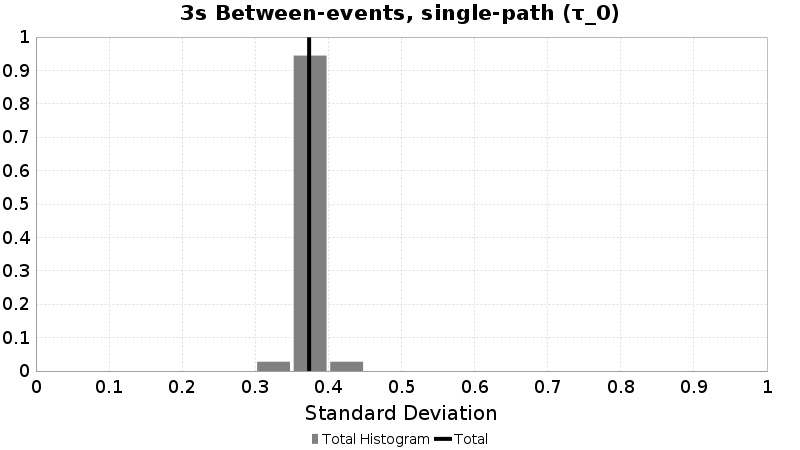 3s Between-events, single-path (τ_0)
1
0.9
0.8
0.7
0.6
0.5
0.4
0.3
0.2
0.1
0
0 0.1 0.2 0.3 0.4 0.5 0.6 0.7 0.8 0.9 1
Standard Deviation
Total Histogram Total